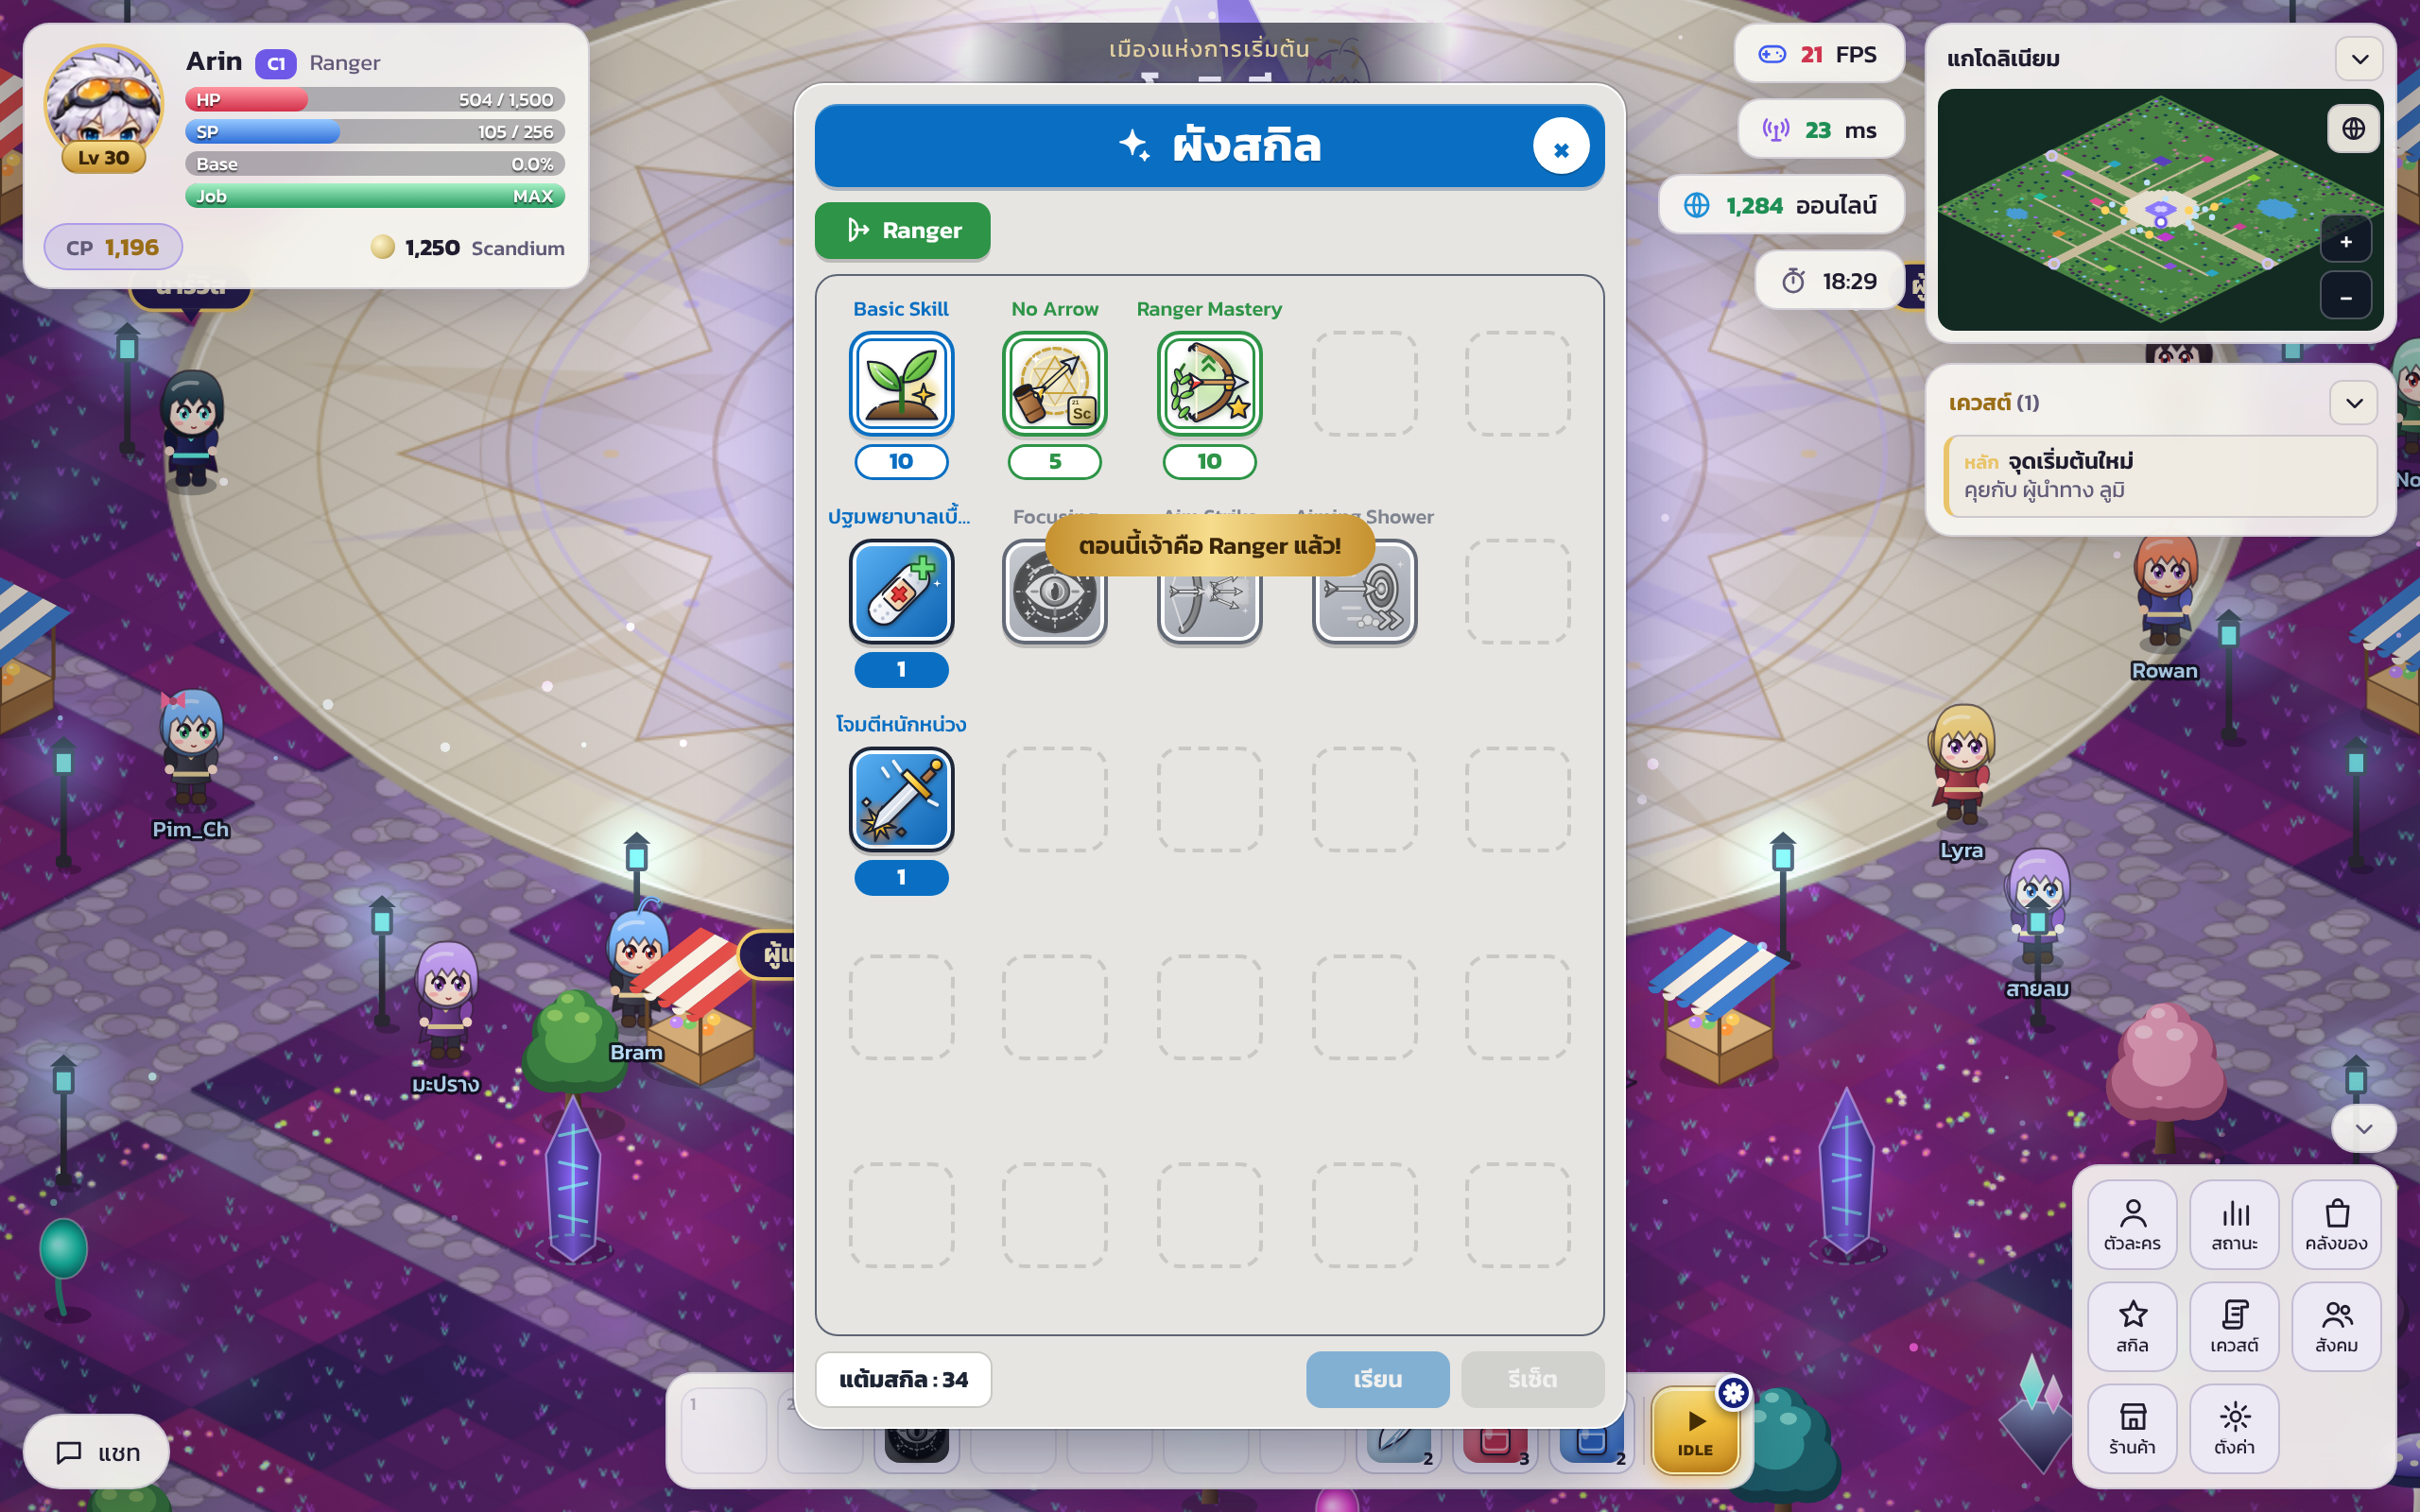 Arin C1 Ranger
HP 504 / 1,500
SP 105 / 256
Base 0.0%
Job MAX
Lv 30
CP 1,196
1,250 Scandium
เมืองแห่งการเริ่มต้น
ผังสกิล
Ranger
Basic Skill
No Arrow
Ranger Mastery
21
Sc
10
5
10
ปฐมพยาบาลเบื้...
ตอนนี้เจ้าคือ Ranger แล้ว!
1
โจมตีหนักหน่วง
1
แต้มสกิล : 34
เรียน
รีเซ็ต
21 FPS
23 ms
1,284 ออนไลน์
18:29
แกโดลิเนียม
+
−
เควสต์ (1)
หลัก จุดเริ่มต้นใหม่
คุยกับ ผู้นำทาง ลูมิ
Pim_Ch
มะปราง
Bram
Rowan
Lyra
สายลม
ตัวละคร
สถานะ
คลังของ
สกิล
เควสต์
สังคม
ร้านค้า
ตั้งค่า
แชท
1
2
2
3
2
IDLE